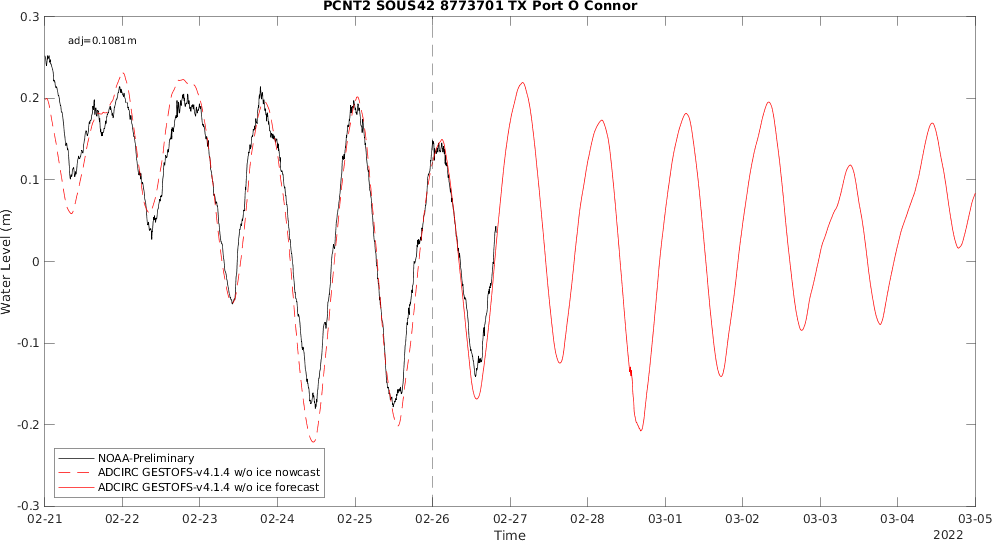 PCNT2 SOUS42 8773701 TX Port O Connor
adj=0.1081m
0.3
0.2
0.1
0
-0.1
-0.2
-0.3
Water Level (m)
NOAA-Preliminary
ADCIRC GESTOFS-v4.1.4 w/o ice nowcast
ADCIRC GESTOFS-v4.1.4 w/o ice forecast
02-21 02-22 02-23 02-24 02-25 02-26 02-27 02-28 03-01 03-02 03-03 03-04 03-05
Time
2022